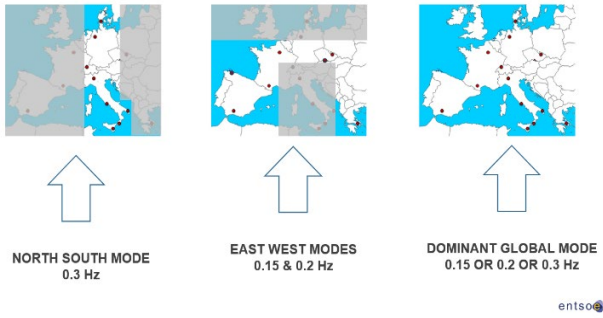 NORTH SOUTH MODE
0.3 Hz
EAST WEST MODES
0.15 & 0.2 Hz
DOMINANT GLOBAL MODE
0.15 OR 0.2 OR 0.3 Hz
entsoe